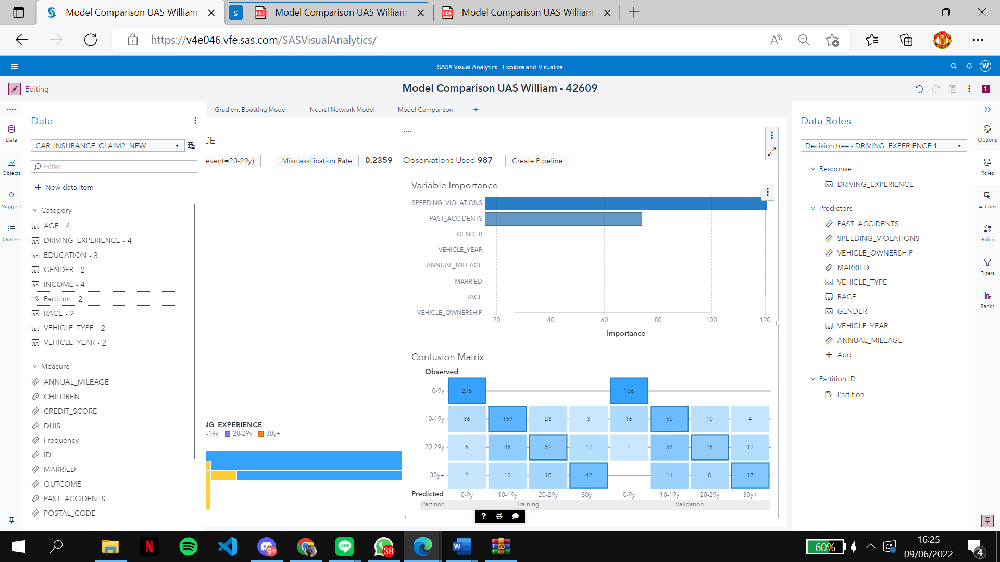 Model Comparison UAS William
s
Model Comparison UAS William
Model Comparison UAS William
https://v4e046.vfe.sas.com/SASVisualAnalytics/
SAS® Visual Analytics - Explore and Visualize
W
Editing
Model Comparison UAS William - 42609
1
Gradient Boosting Model
Neural Network Model
Model Comparison
Data
Objects
Suggest
Outline
Data
CAR_INSURANCE_CLAIM2_NEW
Filter
New data item
Category
AGE - 4
DRIVING_EXPERIENCE - 4
EDUCATION - 3
GENDER - 2
INCOME - 4
Partition - 2
RACE - 2
VEHICLE_TYPE - 2
VEHICLE_YEAR - 2
Measure
ANNUAL_MILEAGE
CHILDREN
CREDIT_SCORE
DUIS
Frequency
ID
MARRIED
OUTCOME
PAST_ACCIDENTS
POSTAL_CODE
CE
event=20-29y)
Misclassification Rate 0.2359 Observations Used 987 Create Pipeline
Variable Importance
SPEEDING_VIOLATIONS
PAST_ACCIDENTS
GENDER
VEHICLE_YEAR
ANNUAL_MILEAGE
MARRIED
RACE
VEHICLE_OWNERSHIP
20 40 60 80 100 120
Importance
NG_EXPERIENCE
-19y 20-29y 30y+
Confusion Matrix
Observed
0-9y 275 106
10-19y 36 159 23 3 16 50 10 4
20-29y 6 48 52 17 1 33 28 12
30y+ 2 10 18 42 11 8 17
Predicted 0-9y 10-19y 20-29y 30y+ 0-9y 10-19y 20-29y 30y+
Partition Training Validation
?
Data Roles
Decision tree - DRIVING_EXPERIENCE 1
Response
DRIVING_EXPERIENCE
Predictors
PAST_ACCIDENTS
SPEEDING_VIOLATIONS
VEHICLE_OWNERSHIP
MARRIED
VEHICLE_TYPE
RACE
GENDER
VEHICLE_YEAR
ANNUAL_MILEAGE
Add
Partition ID
Partition
Options
Roles
Actions
Rules
Filters
Ranks
9+
LINE
38
W
60%
16:25
09/06/2022
4